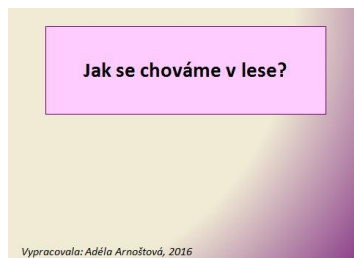 Jak se chováme v lese?
Vypracovala: Adéla Arnoštová, 2016